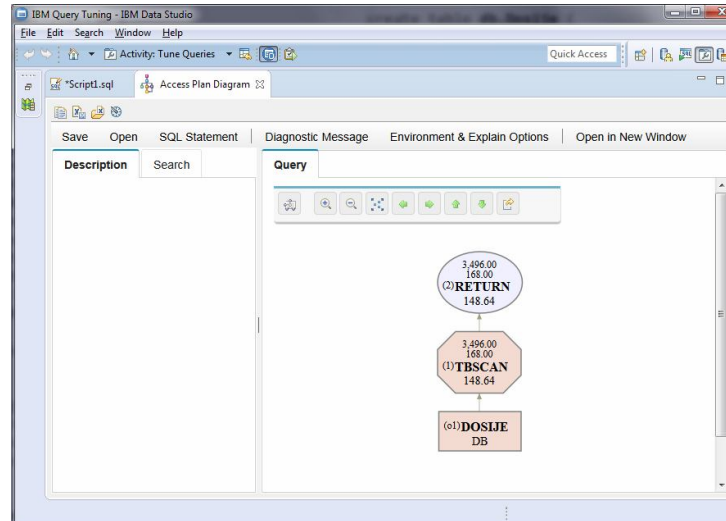 IBM Query Tuning - IBM Data Studio
File Edit Search Window Help
Activity: Tune Queries
Quick Access
*Script1.sql
Access Plan Diagram
Save Open SQL Statement Diagnostic Message Environment & Explain Options Open in New Window
Description Search
Query
3,496.00
168.00
(2)RETURN
148.64
3,496.00
168.00
(1)TBSCAN
148.64
(o1)DOSIJE
DB